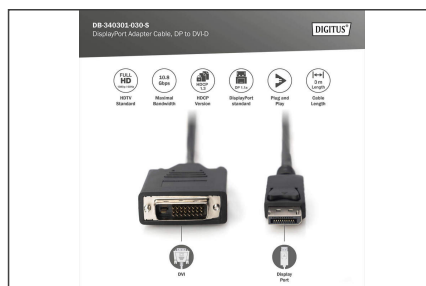 DB-340301-030-S
DisplayPort Adapter Cable, DP to DVI-D
DIGITUS®
FULL
HD
10.8
Gbps
HDCP
1.3
DP 1.1a
3 m
Length
HDTV
Standard
Maximal
Bandwidth
HDCP
Version
DisplayPort
standard
Plug and
Play
Cable
Length
DVI
Display
Port